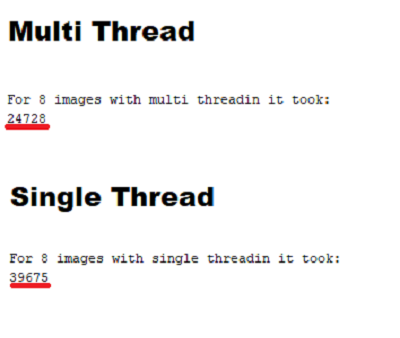 Multi Thread
For 8 images with multi threadin it took:
24728
Single Thread
For 8 images with single threadin it took:
39675